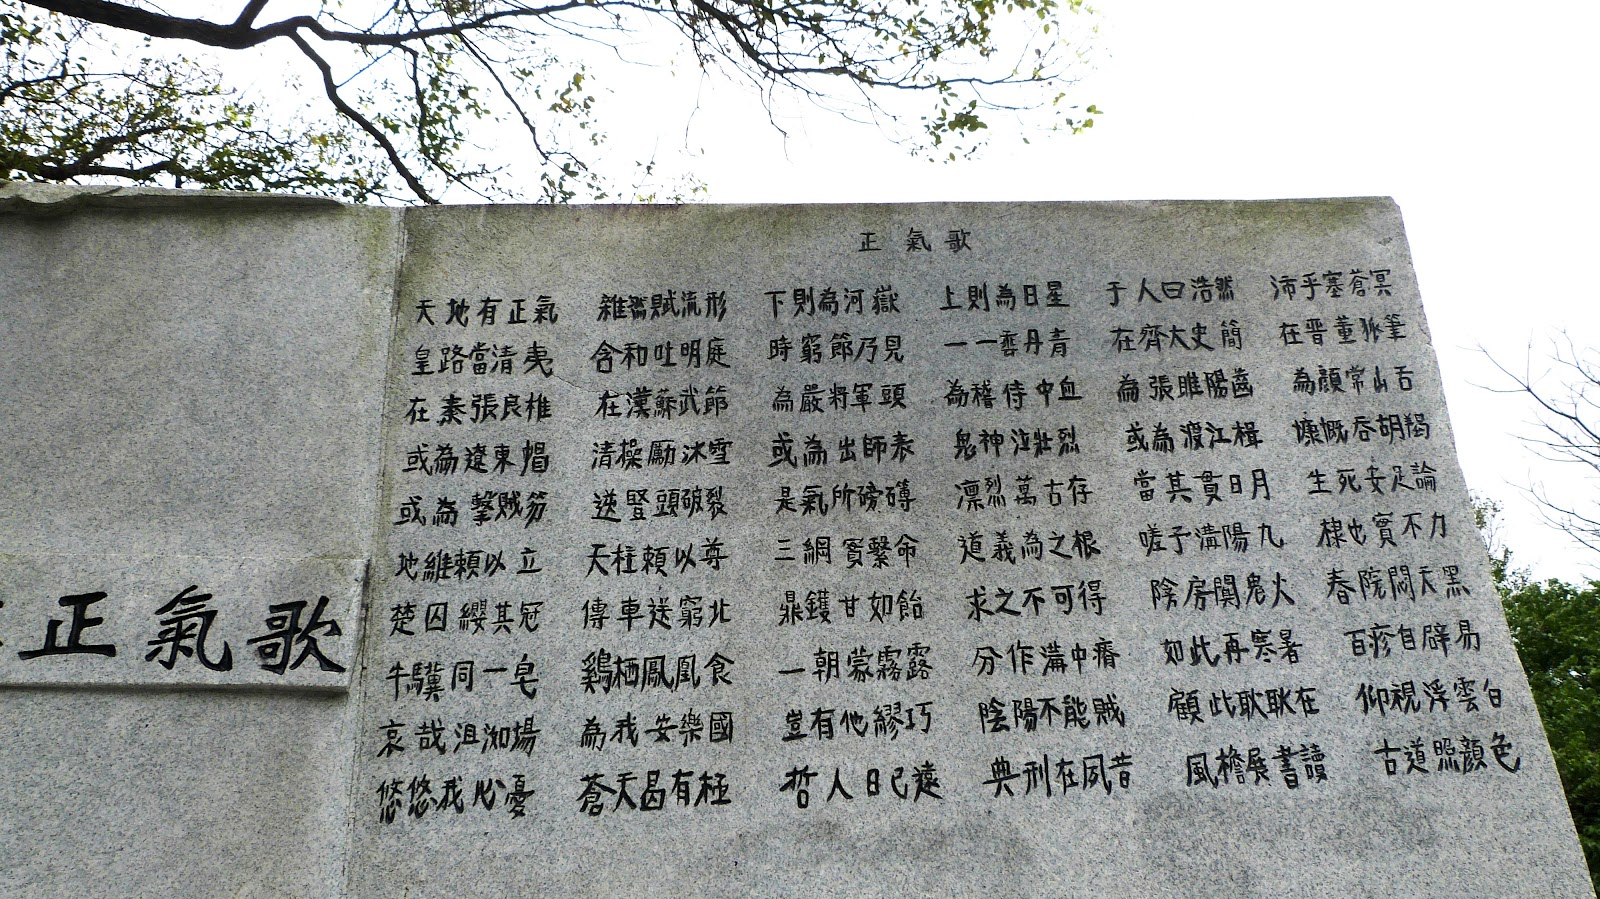 正氣歌
正氣歌
天地有正氣 雜然賦流形 下則為河嶽 上則為日星 于人曰浩然 沛乎塞蒼冥
皇路當清夷 含和吐明庭 時窮節乃見 一一垂丹青 在齊太史簡 在晋董狐筆
在秦張良椎 在漢蘇武節 為嚴將軍頭 為稽侍中血 為張睢陽齒 為顏常山舌
或為遼東帽 清操厲冰雪 或為出師表 鬼神泣壯烈 或為渡江楫 慷慨吞胡羯
或為擊賊笏 逆豎頭破裂 是氣所磅礴 凛烈萬古存 當其貫日月 生死安足論
地維賴以立 天柱賴以尊 三綱實繫命 道義為之根 嗟予溝陽九 棣也實不力
楚囚纓其冠 傳車送窮北 鼎鑊甘如飴 求之不可得 陰房闃鬼火 春院閟天黑
牛驥同一皂 鷄栖鳳凰食 一朝蒙霧露 分作溝中瘠 如此再寒暑 百疹自辟易
哀哉沮洳場 為我安樂國 豈有他繆巧 陰陽不能賊 顧此耿耿在 仰視浮雲白
悠悠我心憂 蒼天曷有極 哲人日已遠 典刑在夙昔 風檐展書讀 古道照顏色